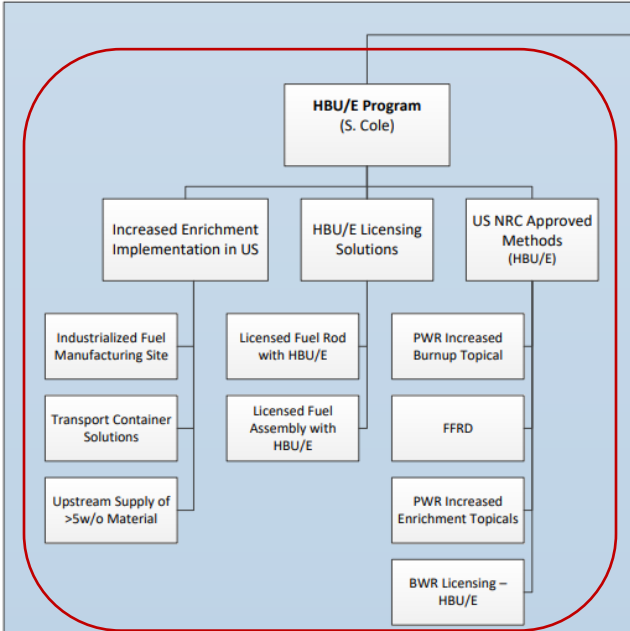 HBU/E Program
(S. Cole)
Increased Enrichment
Implementation in US
HBU/E Licensing
Solutions
US NRC Approved
Methods
(HBU/E)
Industrialized Fuel
Manufacturing Site
Transport Container
Solutions
Upstream Supply of
>5w/o Material
Licensed Fuel Rod
with HBU/E
Licensed Fuel
Assembly with
HBU/E
PWR Increased
Burnup Topical
FFRD
PWR Increased
Enrichment Topicals
BWR Licensing –
HBU/E